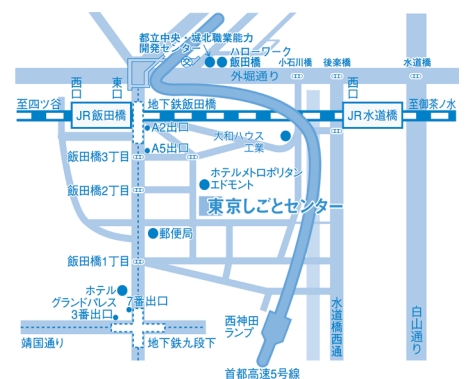 都立中央・城北職業能力
開発センター
ハローワーク
飯田橋
小石川橋
後楽橋
水道橋
外堀通り
西口
東口
西口
至四ツ谷
JR飯田橋
地下鉄飯田橋
JR水道橋
至御茶ノ水
A2出口
大和ハウス
工業
A5出口
飯田橋3丁目
ホテルメトロポリタン
エドモント
飯田橋2丁目
東京しごとセンター
郵便局
飯田橋1丁目
ホテル
グランドパレス
7番出口
3番出口
西神田
ランプ
水道橋西通り
白山通り
靖国通り
地下鉄九段下
首都高速5号線